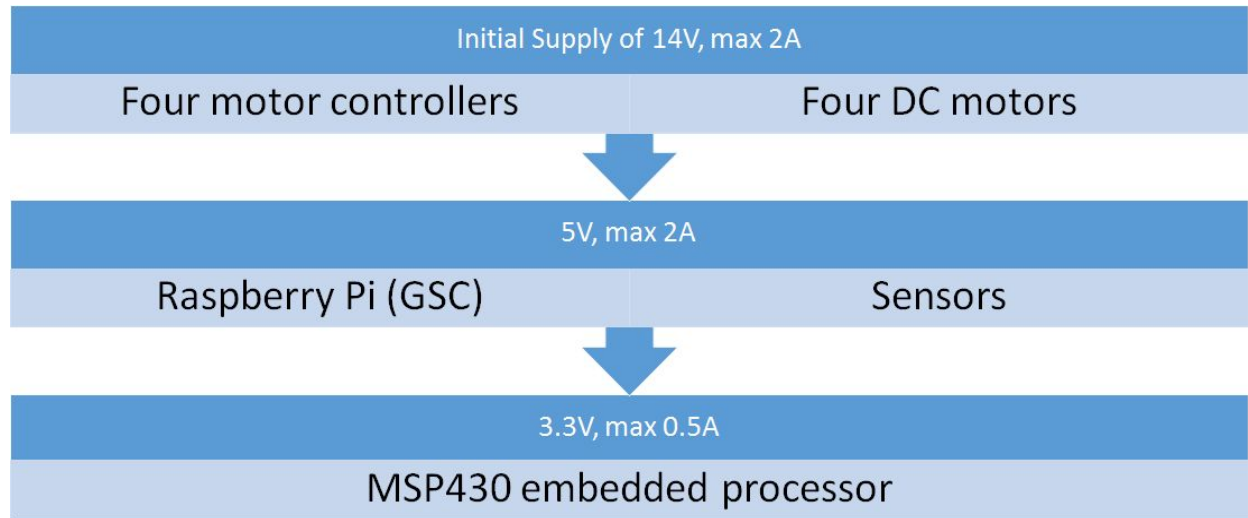 Initial Supply of 14V, max 2A
Four motor controllers
Four DC motors
5V, max 2A
Raspberry Pi (GSC)
Sensors
3.3V, max 0.5A
MSP430 embedded processor